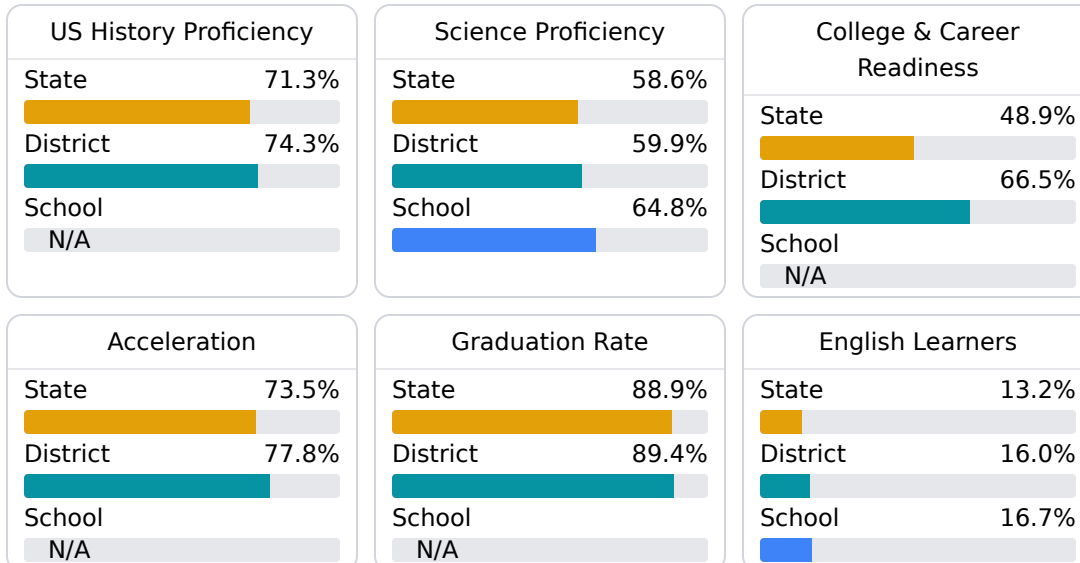 US History Proficiency
State 71.3%
District 74.3%
School
N/A
Science Proficiency
State 58.6%
District 59.9%
School 64.8%
College & Career
Readiness
State 48.9%
District 66.5%
School
N/A
Acceleration
State 73.5%
District 77.8%
School
N/A
Graduation Rate
State 88.9%
District 89.4%
School
N/A
English Learners
State 13.2%
District 16.0%
School 16.7%